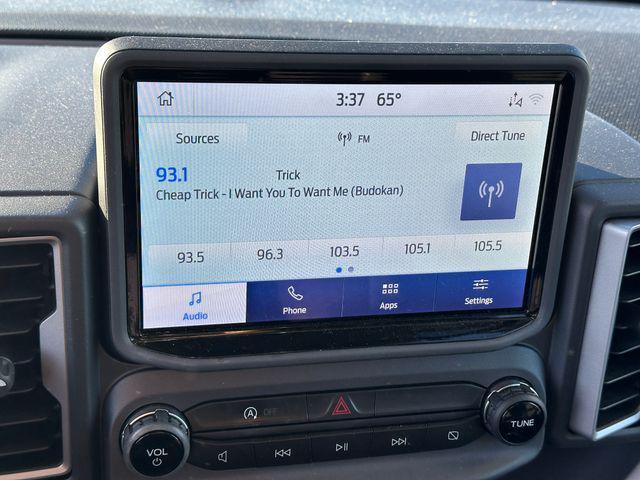 3:37 65°
Sources FM Direct Tune
93.1 Trick
Cheap Trick - I Want You To Want Me (Budokan)
93.5 96.3 103.5 105.1 105.5
Audio Phone Apps Settings
A OFF
VOL TUNE